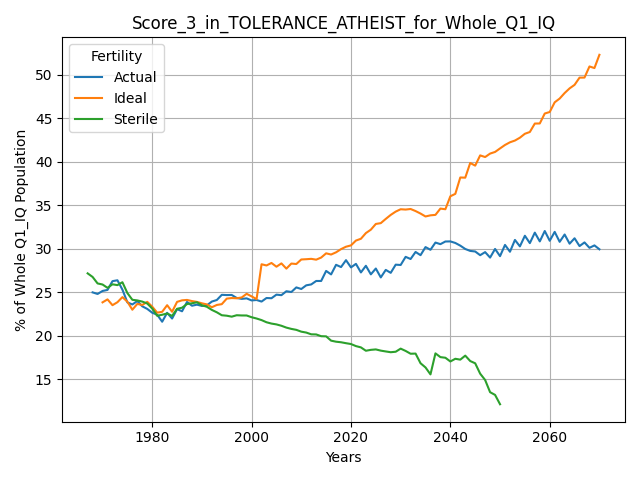 Score_3_in_TOLERANCE_ATHEIST_for_Whole_Q1_IQ
Fertility
Actual
Ideal
Sterile
% of Whole Q1_IQ Population
50
45
40
35
30
25
20
15
1980
2000
2020
2040
2060
Years